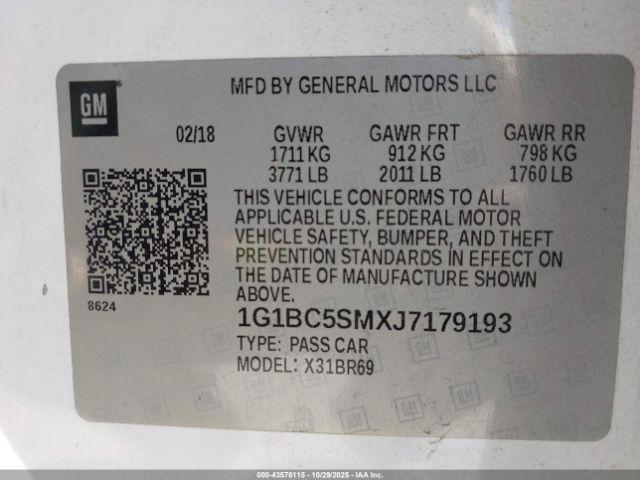 GM
MFD BY GENERAL MOTORS LLC
02/18 GVWR GAWR FRT GAWR RR
1711 KG 912 KG 798 KG
3771 LB 2011 LB 1760 LB
THIS VEHICLE CONFORMS TO ALL
APPLICABLE U.S. FEDERAL MOTOR
VEHICLE SAFETY, BUMPER, AND THEFT
PREVENTION STANDARDS IN EFFECT ON
THE DATE OF MANUFACTURE SHOWN
ABOVE.
8624
1G1BC5SMXJ7179193
TYPE: PASS CAR
MODEL: X31BR69
000-43576115 - 10/29/2025 - IAAI.COM